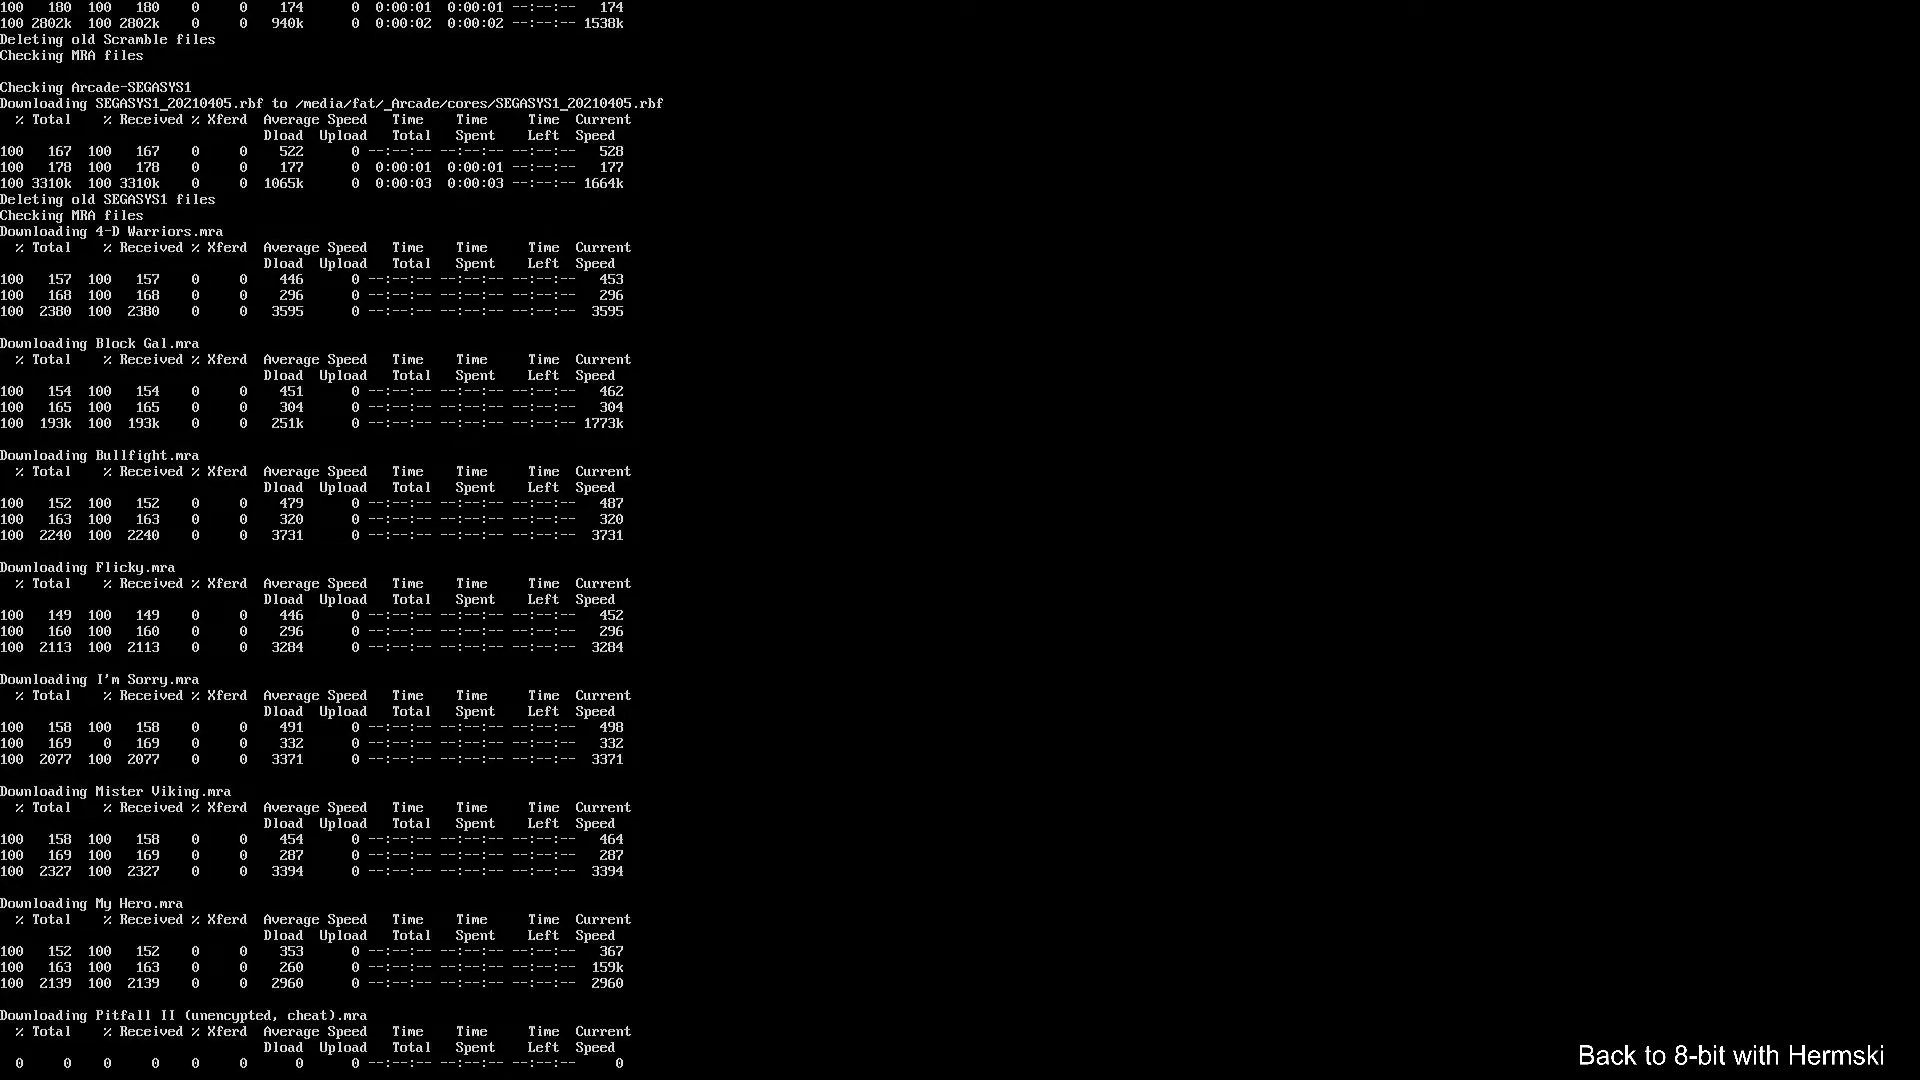 100   180  100   180    0     0    174      0  0:00:01  0:00:01 --:--:--   174
100 2802k  100 2802k    0     0   940k      0  0:00:02  0:00:02 --:--:-- 1538k
Deleting old Scramble files
Checking MRA files
Checking Arcade-SEGASYS1
Downloading SEGASYS1_20210405.rbf to /media/fat/_Arcade/cores/SEGASYS1_20210405.rbf
  % Total    % Received % Xferd  Average Speed   Time    Time     Time  Current
                                 Dload  Upload   Total   Spent    Left  Speed
100   167  100   167    0     0    522      0 --:--:-- --:--:-- --:--:--   528
100   178  100   178    0     0    177      0  0:00:01  0:00:01 --:--:--   177
100 3310k  100 3310k    0     0  1065k      0  0:00:03  0:00:03 --:--:-- 1664k
Deleting old SEGASYS1 files
Checking MRA files
Downloading 4-D Warriors.mra
  % Total    % Received % Xferd  Average Speed   Time    Time     Time  Current
                                 Dload  Upload   Total   Spent    Left  Speed
100   157  100   157    0     0    446      0 --:--:-- --:--:-- --:--:--   453
100   168  100   168    0     0    296      0 --:--:-- --:--:-- --:--:--   296
100  2380  100  2380    0     0   3595      0 --:--:-- --:--:-- --:--:--  3595
Downloading Block Gal.mra
  % Total    % Received % Xferd  Average Speed   Time    Time     Time  Current
                                 Dload  Upload   Total   Spent    Left  Speed
100   154  100   154    0     0    451      0 --:--:-- --:--:-- --:--:--   462
100   165  100   165    0     0    304      0 --:--:-- --:--:-- --:--:--   304
100  193k  100  193k    0     0   251k      0 --:--:-- --:--:-- --:--:-- 1773k
Downloading Bullfight.mra
  % Total    % Received % Xferd  Average Speed   Time    Time     Time  Current
                                 Dload  Upload   Total   Spent    Left  Speed
100   152  100   152    0     0    479      0 --:--:-- --:--:-- --:--:--   487
100   163  100   163    0     0    320      0 --:--:-- --:--:-- --:--:--   320
100  2240  100  2240    0     0   3731      0 --:--:-- --:--:-- --:--:--  3731
Downloading Flicky.mra
  % Total    % Received % Xferd  Average Speed   Time    Time     Time  Current
                                 Dload  Upload   Total   Spent    Left  Speed
100   149  100   149    0     0    446      0 --:--:-- --:--:-- --:--:--   452
100   160  100   160    0     0    296      0 --:--:-- --:--:-- --:--:--   296
100  2113  100  2113    0     0   3284      0 --:--:-- --:--:-- --:--:--  3284
Downloading I'm Sorry.mra
  % Total    % Received % Xferd  Average Speed   Time    Time     Time  Current
                                 Dload  Upload   Total   Spent    Left  Speed
100   158  100   158    0     0    491      0 --:--:-- --:--:-- --:--:--   498
100   169    0   169    0     0    332      0 --:--:-- --:--:-- --:--:--   332
100  2077  100  2077    0     0   3371      0 --:--:-- --:--:-- --:--:--  3371
Downloading Mister Viking.mra
  % Total    % Received % Xferd  Average Speed   Time    Time     Time  Current
                                 Dload  Upload   Total   Spent    Left  Speed
100   158  100   158    0     0    454      0 --:--:-- --:--:-- --:--:--   464
100   169  100   169    0     0    287      0 --:--:-- --:--:-- --:--:--   287
100  2327  100  2327    0     0   3394      0 --:--:-- --:--:-- --:--:--  3394
Downloading My Hero.mra
  % Total    % Received % Xferd  Average Speed   Time    Time     Time  Current
                                 Dload  Upload   Total   Spent    Left  Speed
100   152  100   152    0     0    353      0 --:--:-- --:--:-- --:--:--   367
100   163  100   163    0     0    260      0 --:--:-- --:--:-- --:--:--  159k
100  2139  100  2139    0     0   2960      0 --:--:-- --:--:-- --:--:--  2960
Downloading Pitfall II (unencypted, cheat).mra
  % Total    % Received % Xferd  Average Speed   Time    Time     Time  Current
                                 Dload  Upload   Total   Spent    Left  Speed
  0     0    0     0    0     0      0      0 --:--:-- --:--:-- --:--:--     0
Back to 8-bit with Hermski